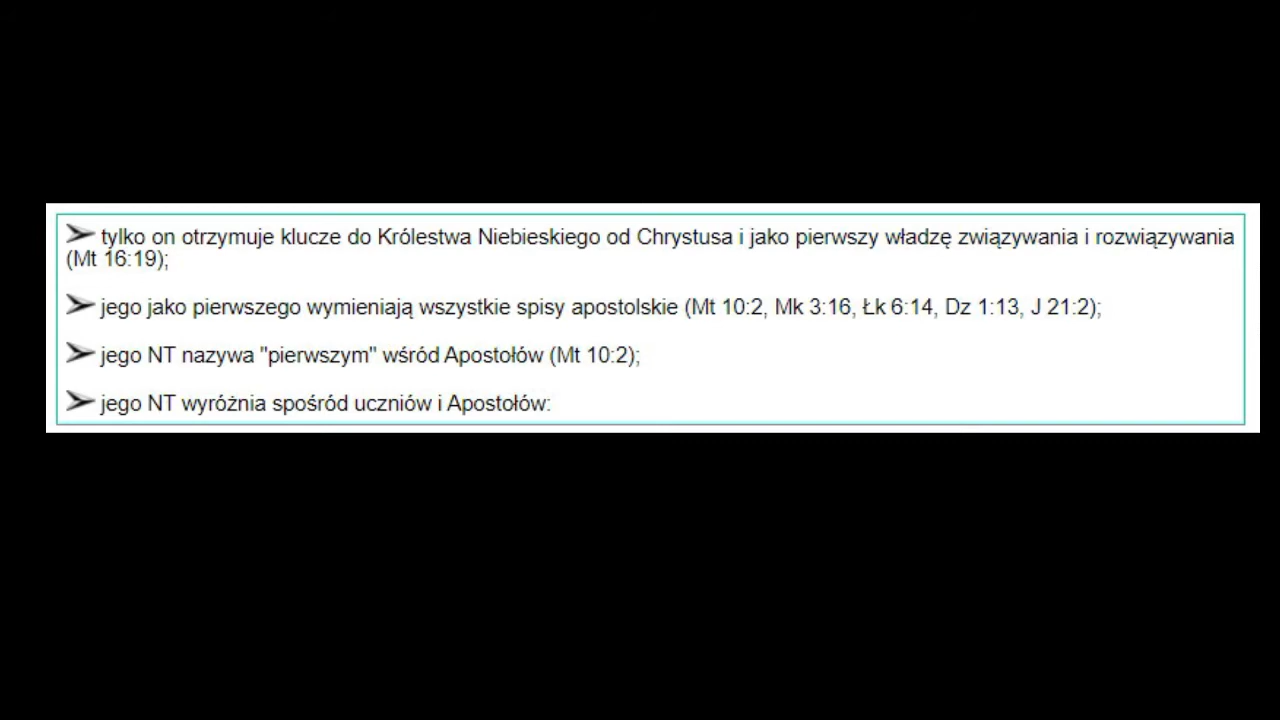 ➢ tylko on otrzymuje klucze do Królestwa Niebieskiego od Chrystusa i jako pierwszy władzę związywania i rozwiązywania
(Mt 16:19);
➢ jego jako pierwszego wymieniają wszystkie spisy apostolskie (Mt 10:2, Mk 3:16, Łk 6:14, Dz 1:13, J 21:2);
➢ jego NT nazywa "pierwszym" wśród Apostołów (Mt 10:2);
➢ jego NT wyróżnia spośród uczniów i Apostołów: